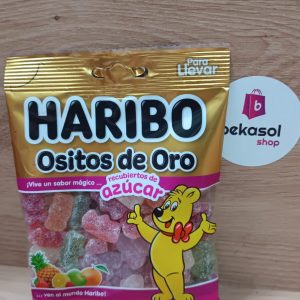 Para
Llevar
HARIBO
Ositos de Oro
¡Vive un sabor mágico ...
recubiertos de
azúcar
b
bekasol
shop
... ven al mundo Haribo!